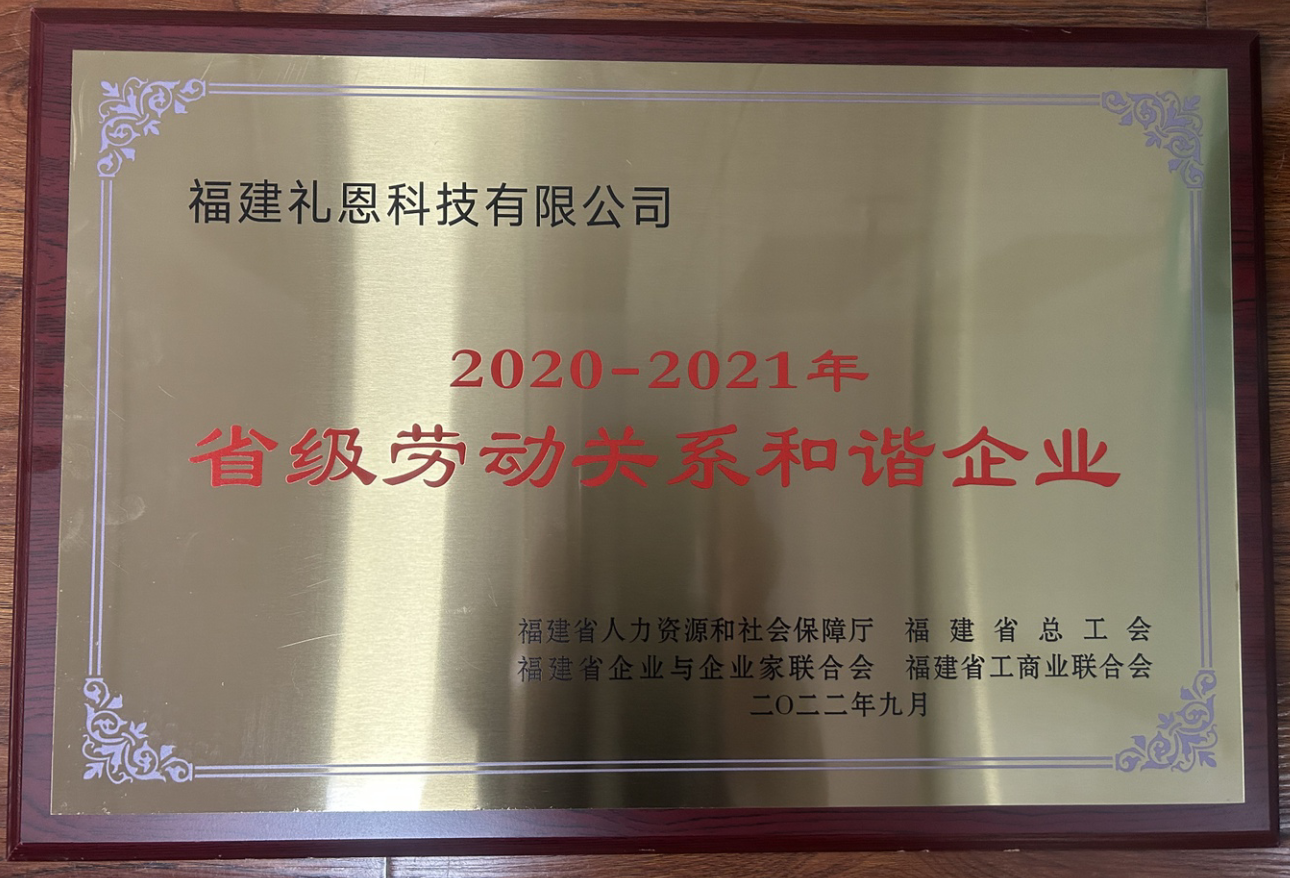 福建礼恩科技有限公司
2020-2021年
省级劳动关系和谐企业
福建省人力资源和社会保障厅 福建省总工会
福建省企业与企业家联合会 福建省工商业联合会
二〇二二年九月